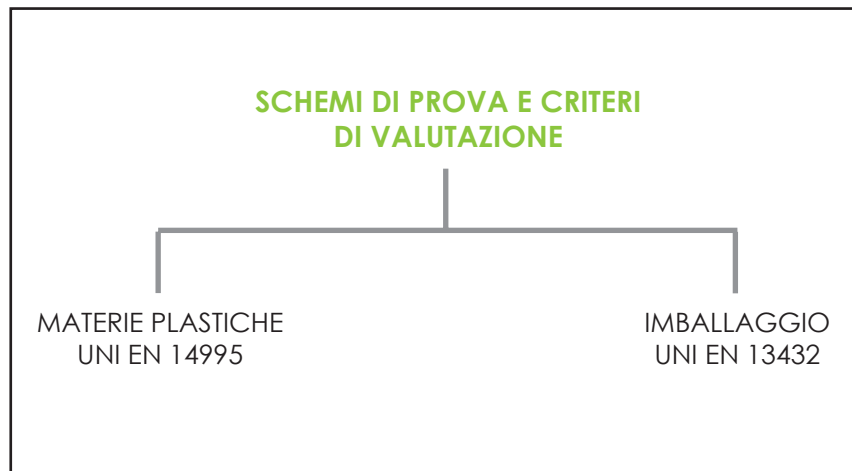 SCHEMI DI PROVA E CRITERI
DI VALUTAZIONE
MATERIE PLASTICHE
UNI EN 14995
IMBALLAGGIO
UNI EN 13432